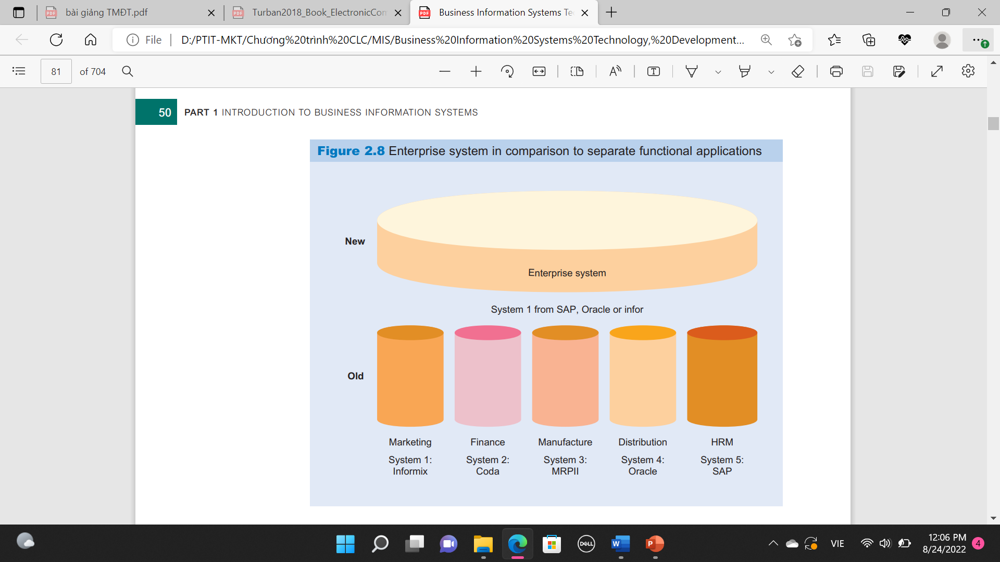 bài giảng TMĐT.pdf
Turban2018_Book_ElectronicCom
Business Information Systems Te
File
D:/PTIT-MKT/Chương%20trình%20CLC/MIS/Business%20Information%20Systems%20Technology,%20Development...
81 of 704
50 PART 1 INTRODUCTION TO BUSINESS INFORMATION SYSTEMS
Figure 2.8 Enterprise system in comparison to separate functional applications
New
Enterprise system
System 1 from SAP, Oracle or infor
Old
Marketing Finance Manufacture Distribution HRM
System 1: System 2: System 3: System 4: System 5:
Informix Coda MRPII Oracle SAP
DELL
W
P
VIE
12:06 PM
8/24/2022
4